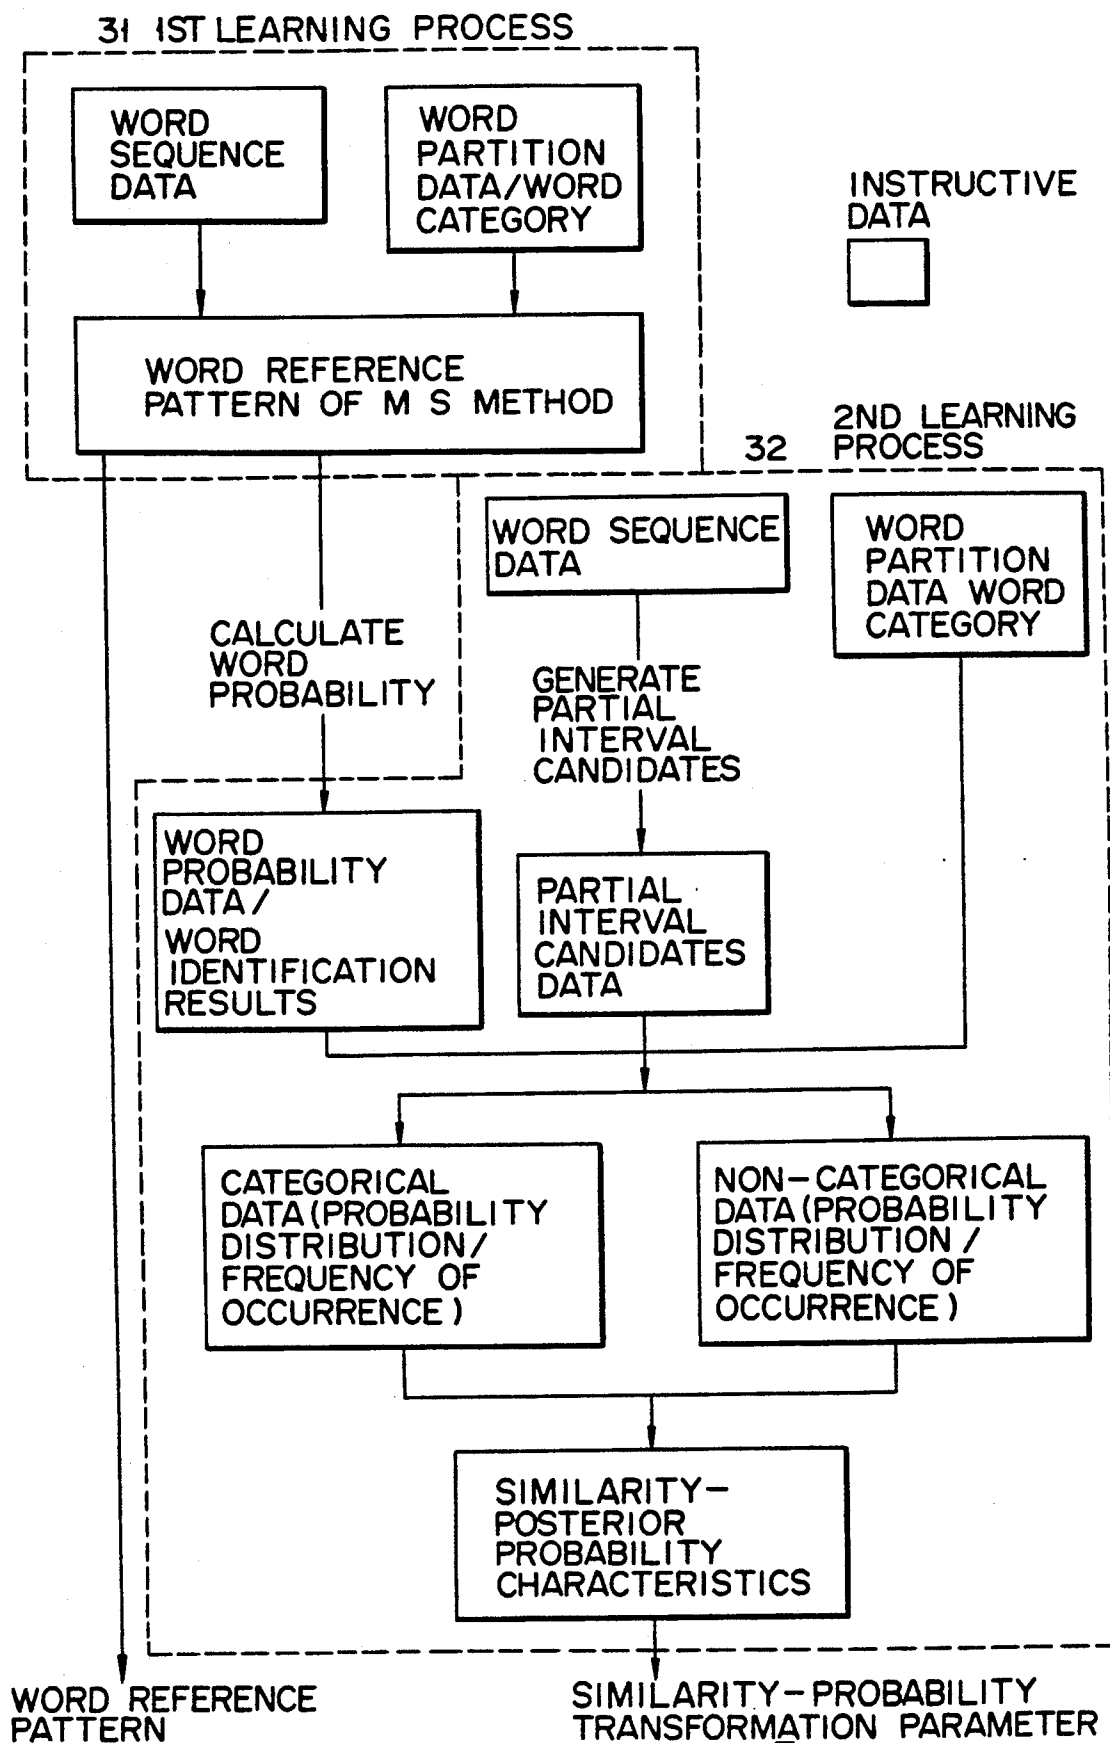 31 1ST LEARNING PROCESS
WORD
SEQUENCE
DATA
WORD
PARTITION
DATA/WORD
CATEGORY
INSTRUCTIVE
DATA
WORD REFERENCE
PATTERN OF M S METHOD
32
2ND LEARNING
PROCESS
WORD SEQUENCE
DATA
WORD
PARTITION
DATA WORD
CATEGORY
CALCULATE
WORD
PROBABILITY
GENERATE
PARTIAL
INTERVAL
CANDIDATES
WORD
PROBABILITY
DATA/
WORD
IDENTIFICATION
RESULTS
PARTIAL
INTERVAL
CANDIDATES
DATA
CATEGORICAL
DATA(PROBABILITY
DISTRIBUTION/
FREQUENCY OF
OCCURRENCE)
NON-CATEGORICAL
DATA(PROBABILITY
DISTRIBUTION/
FREQUENCY OF
OCCURRENCE)
SIMILARITY-
POSTERIOR
PROBABILITY
CHARACTERISTICS
WORD REFERENCE
PATTERN
SIMILARITY-PROBABILITY
TRANSFORMATION PARAMETER